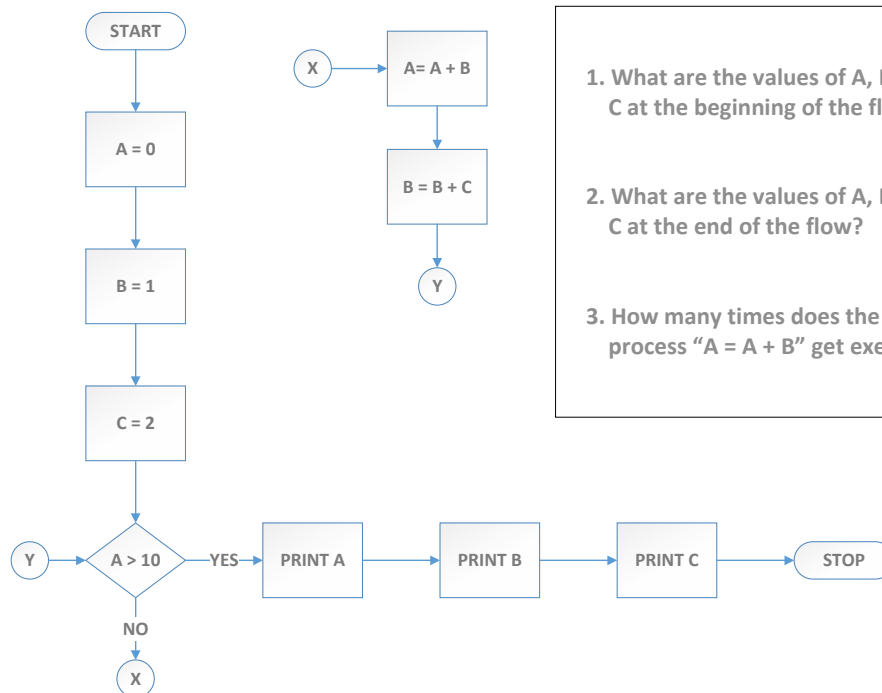 START
A = 0
B = 1
C = 2
A > 10
Y
YES
NO
X
PRINT A
PRINT B
PRINT C
STOP
X
A= A + B
B = B + C
Y
1. What are the values of A,
C at the beginning of the
2. What are the values of A,
C at the end of the flow?
3. How many times does the
process “A = A + B” get